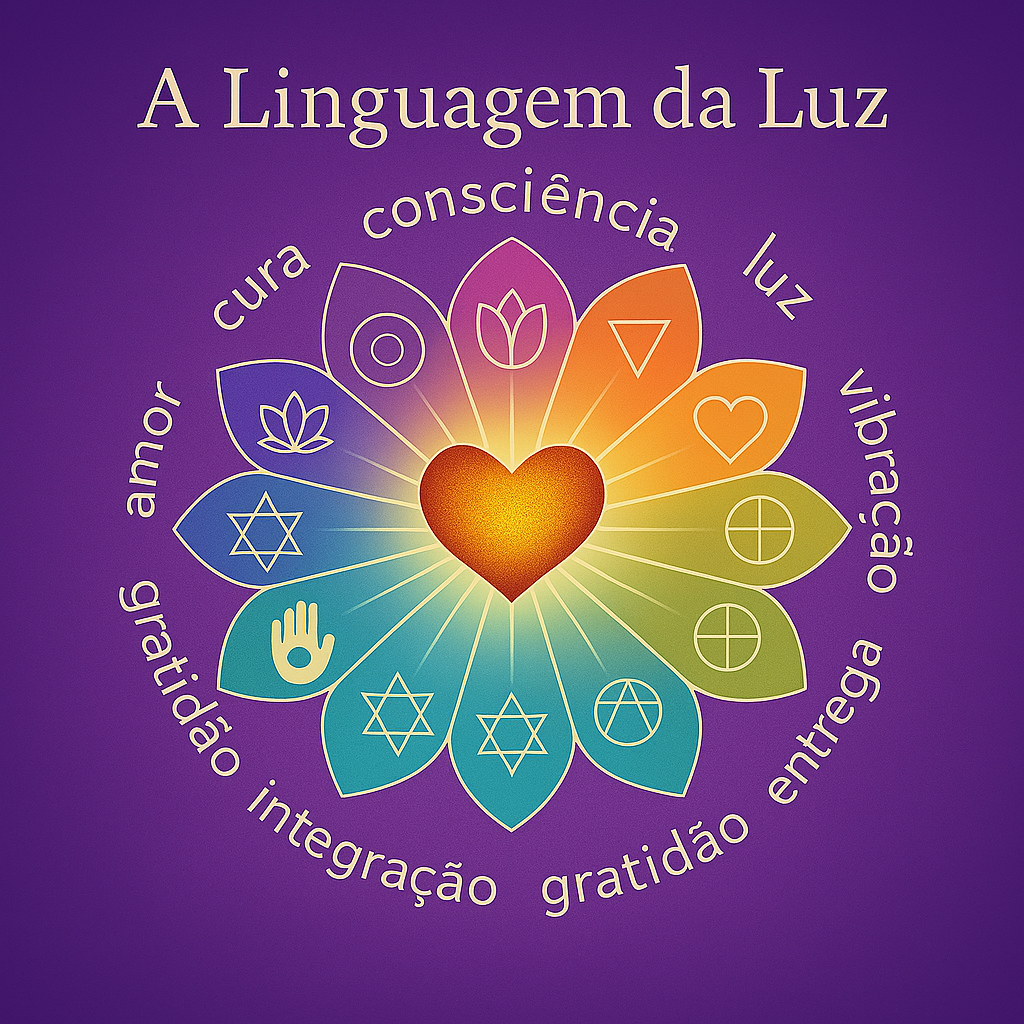 A Linguagem da Luz
consciência
luz
vibração
entrega
gratidão
integração
gratidão
amor
cura